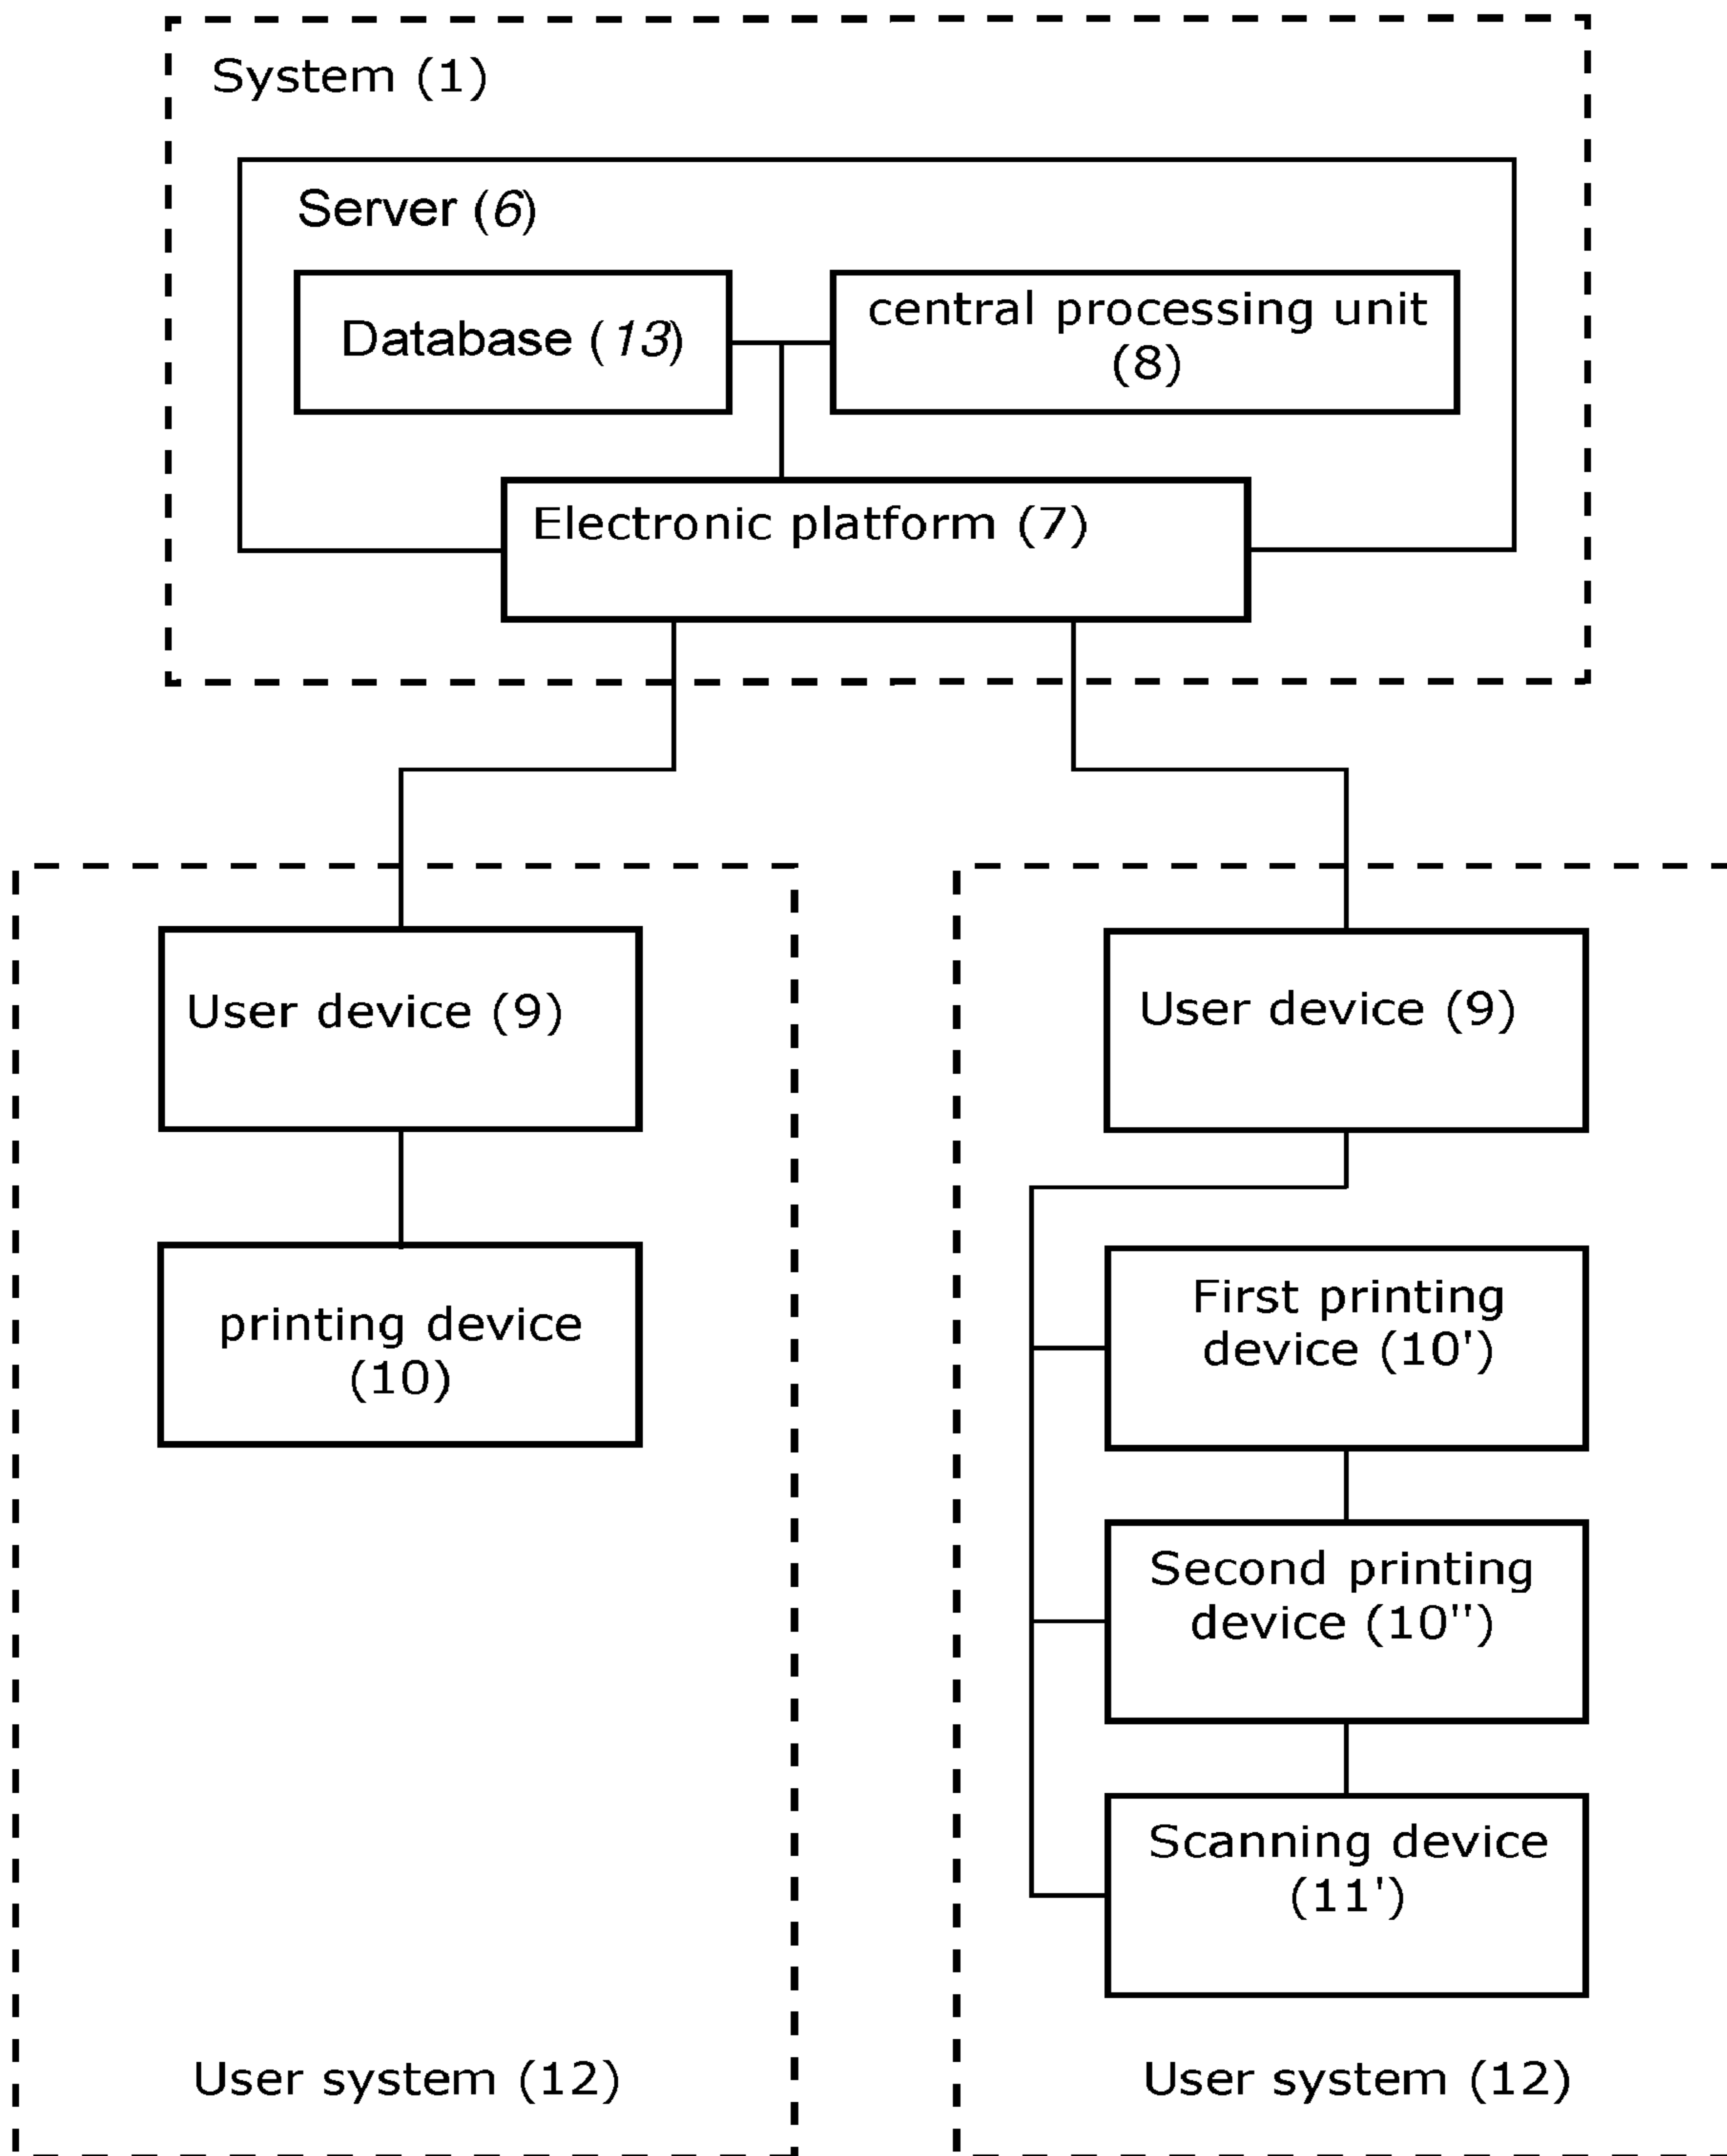 System (1)
Server (6)
Database (13)
central processing unit
(8)
Electronic platform (7)
User device (9)
printing device
(10)
User system (12)
User device (9)
First printing
device (10')
Second printing
device (10'')
Scanning device
(11')
User system (12)